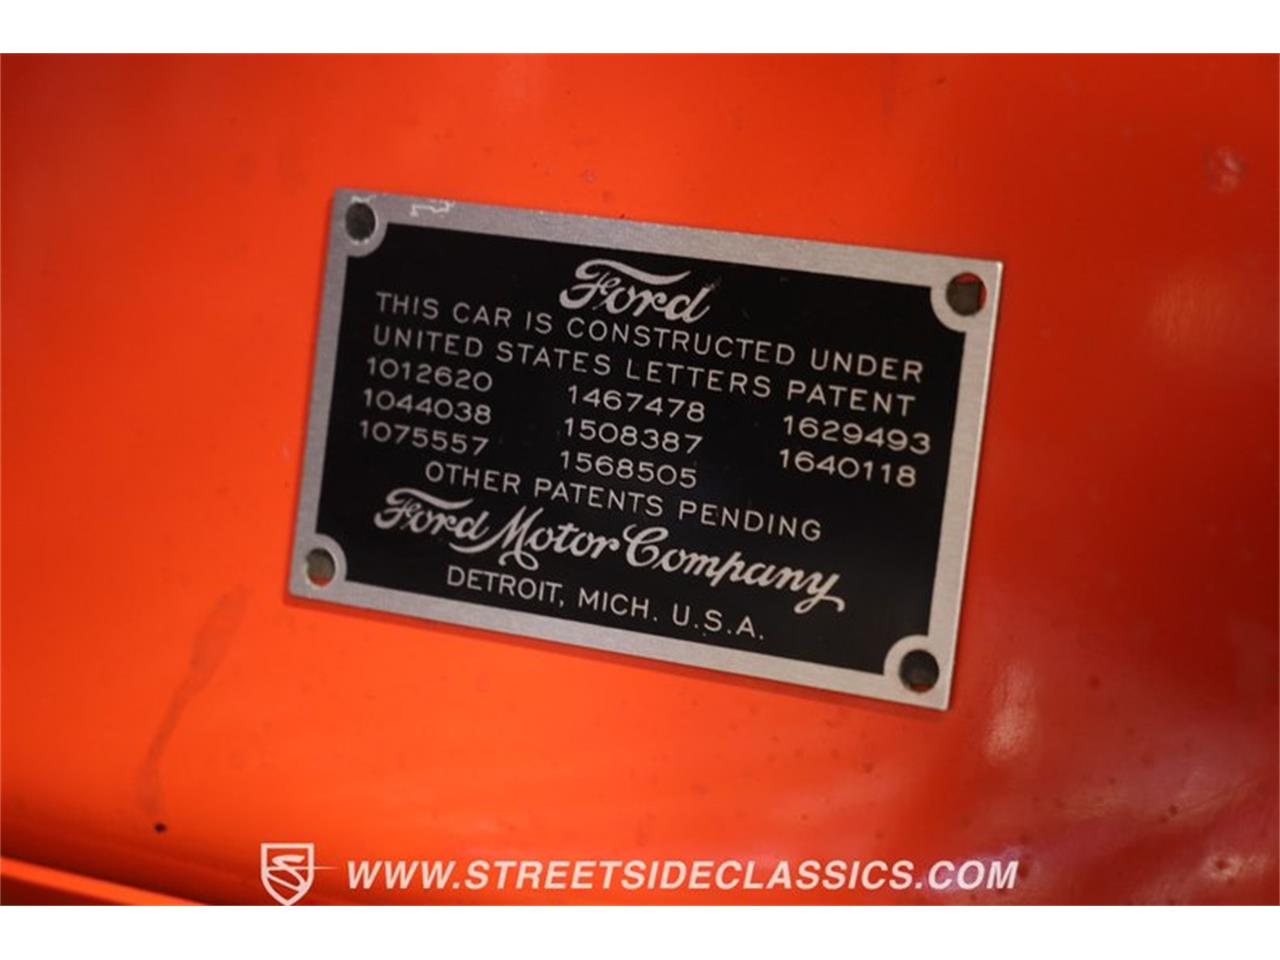 Ford
THIS CAR IS CONSTRUCTED UNDER
UNITED STATES LETTERS PATENT
1012620 1467478 1629493
1044038 1508387 1640118
1075557 1568505
OTHER PATENTS PENDING
Ford Motor Company
DETROIT, MICH. U.S.A.
WWW.STREETSIDECLASSICS.COM